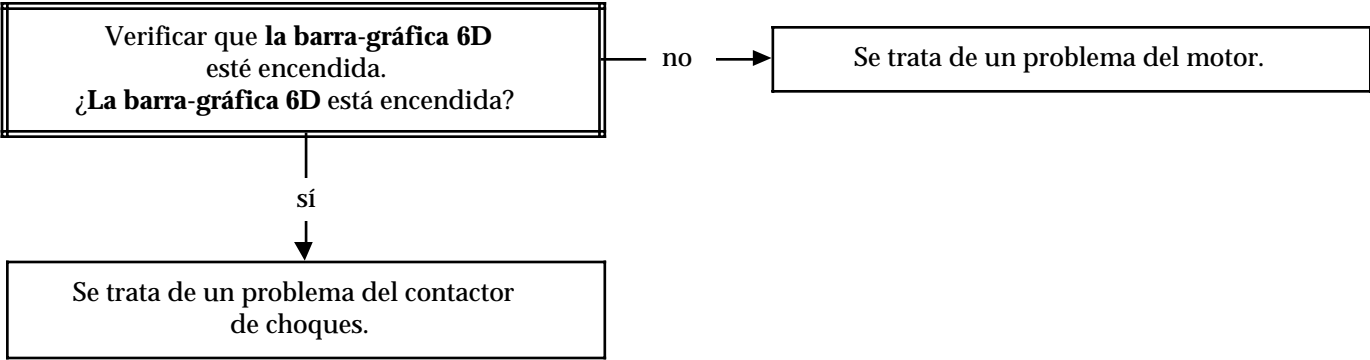 Verificar que la barra-gráfica 6D
esté encendida.
¿La barra-gráfica 6D está encendida?
no
Se trata de un problema del motor.
sí
Se trata de un problema del contactor
de choques.